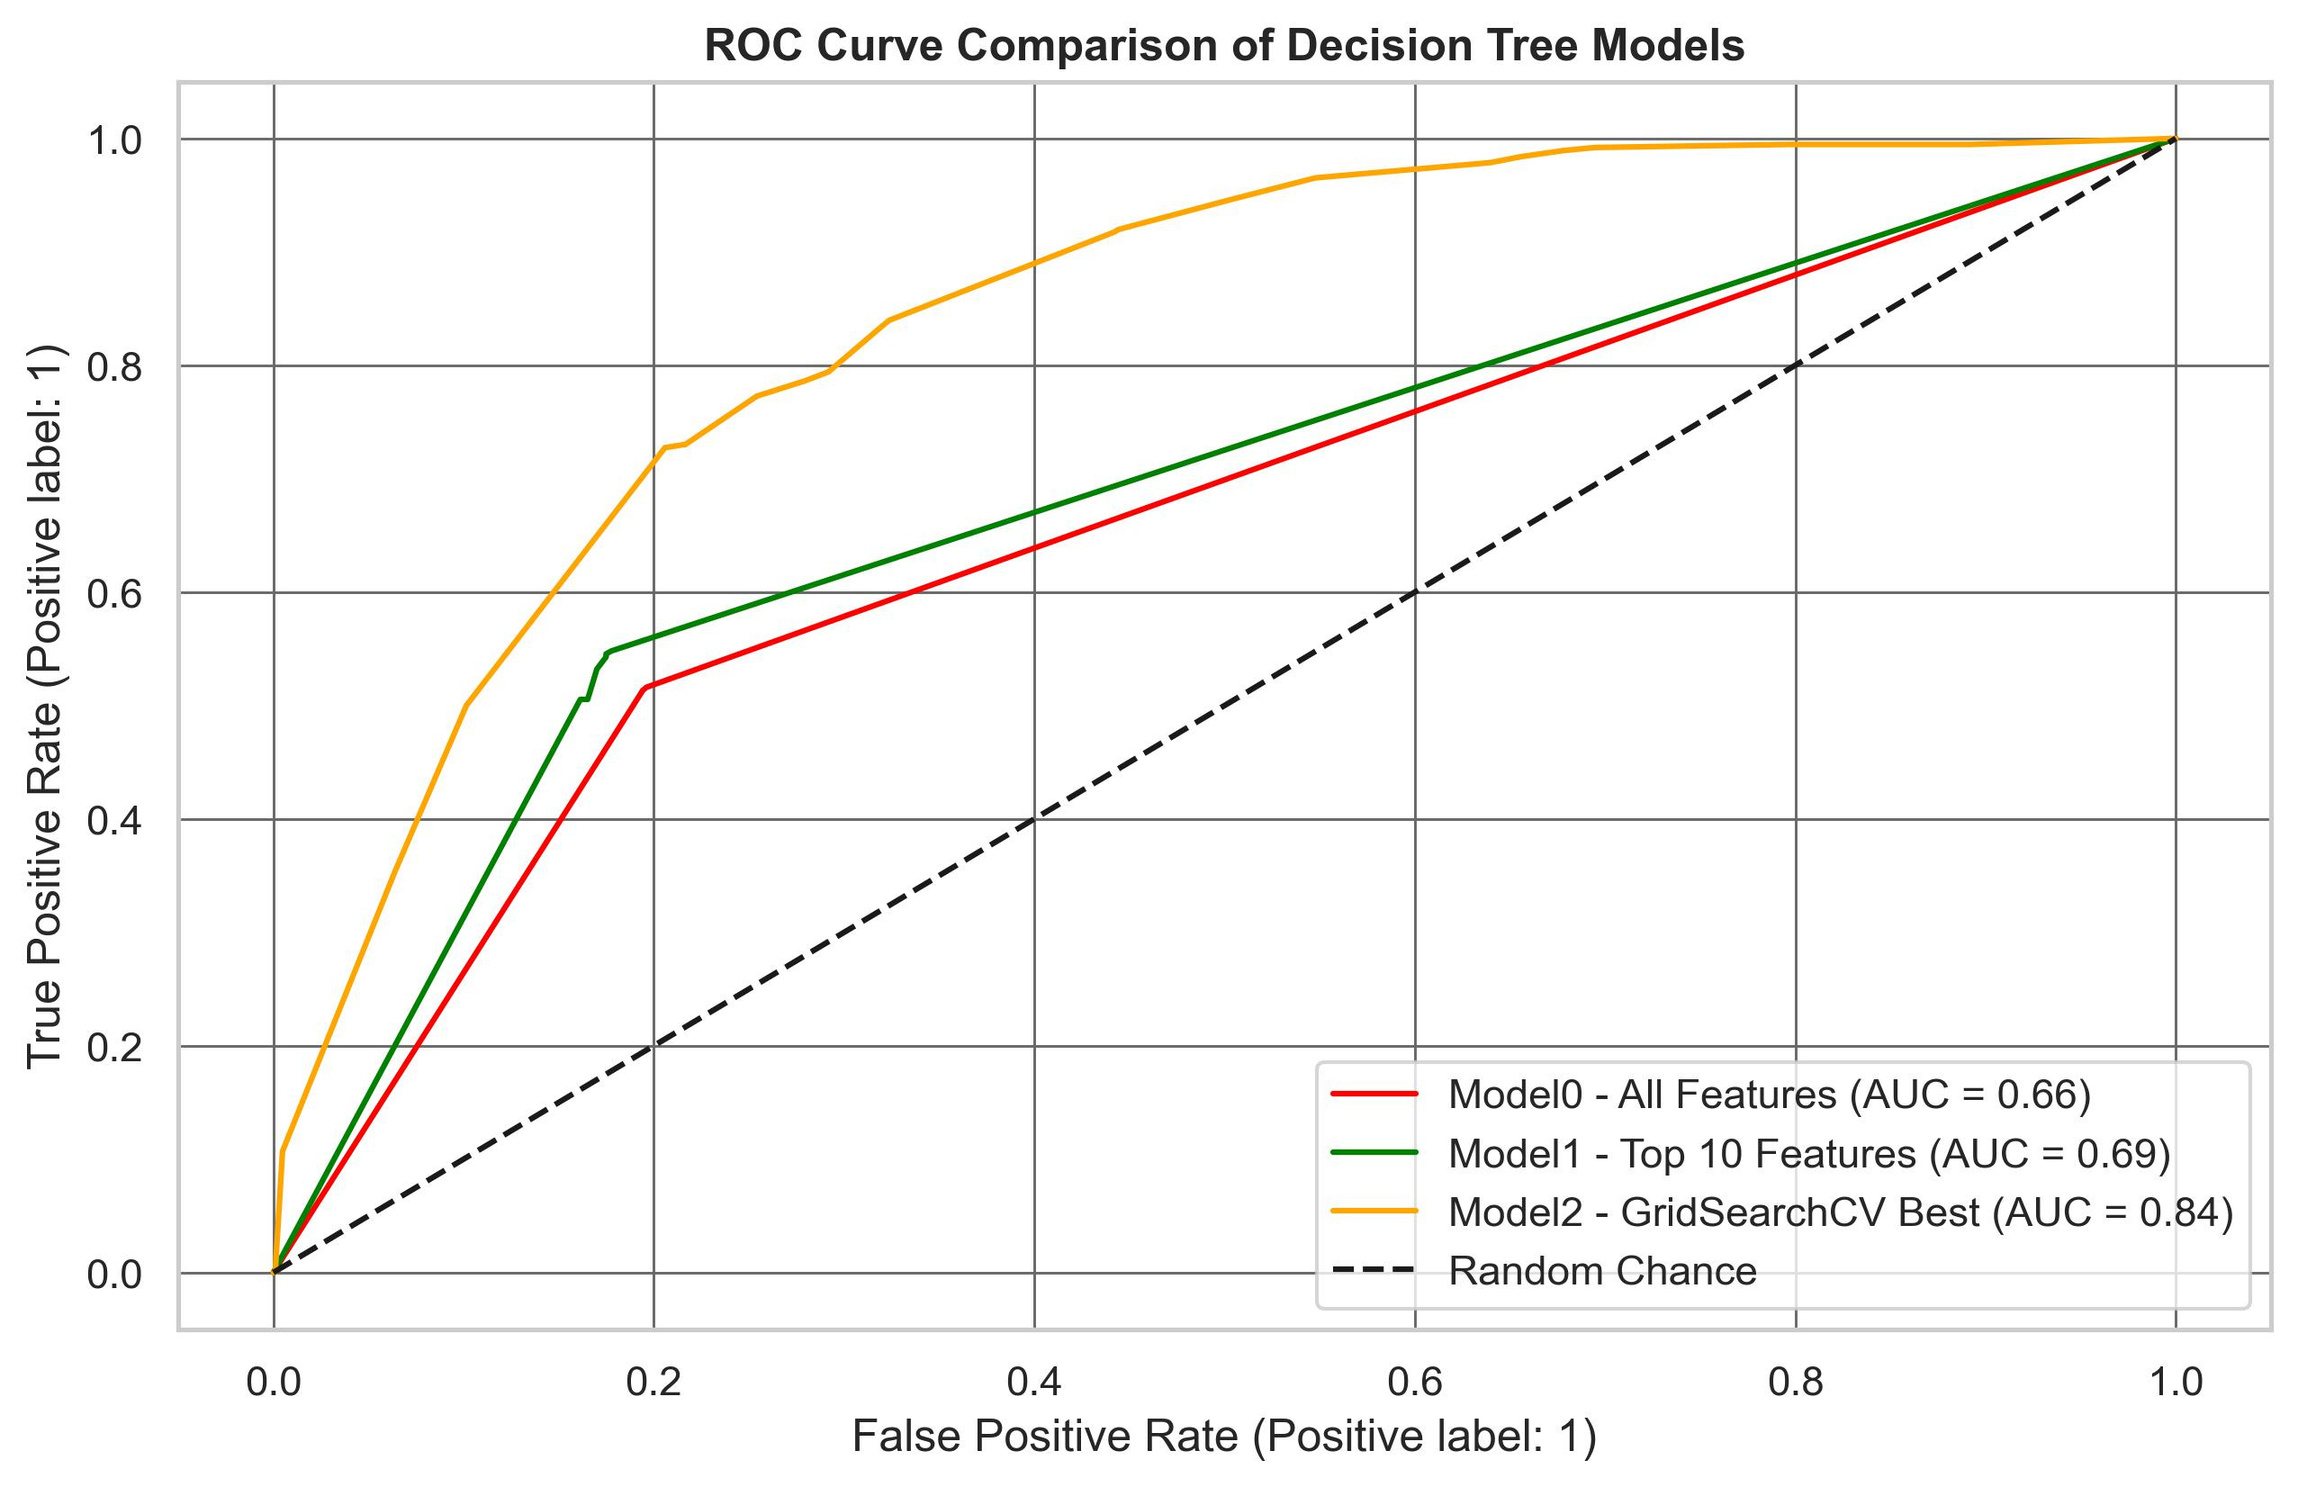 ROC Curve Comparison of Decision Tree Models
True Positive Rate (Positive label: 1)
1.0
0.8
0.6
0.4
0.2
0.0
Model0 - All Features (AUC = 0.66)
Model1 - Top 10 Features (AUC = 0.69)
Model2 - GridSearchCV Best (AUC = 0.84)
Random Chance
0.0 0.2 0.4 0.6 0.8 1.0
False Positive Rate (Positive label: 1)